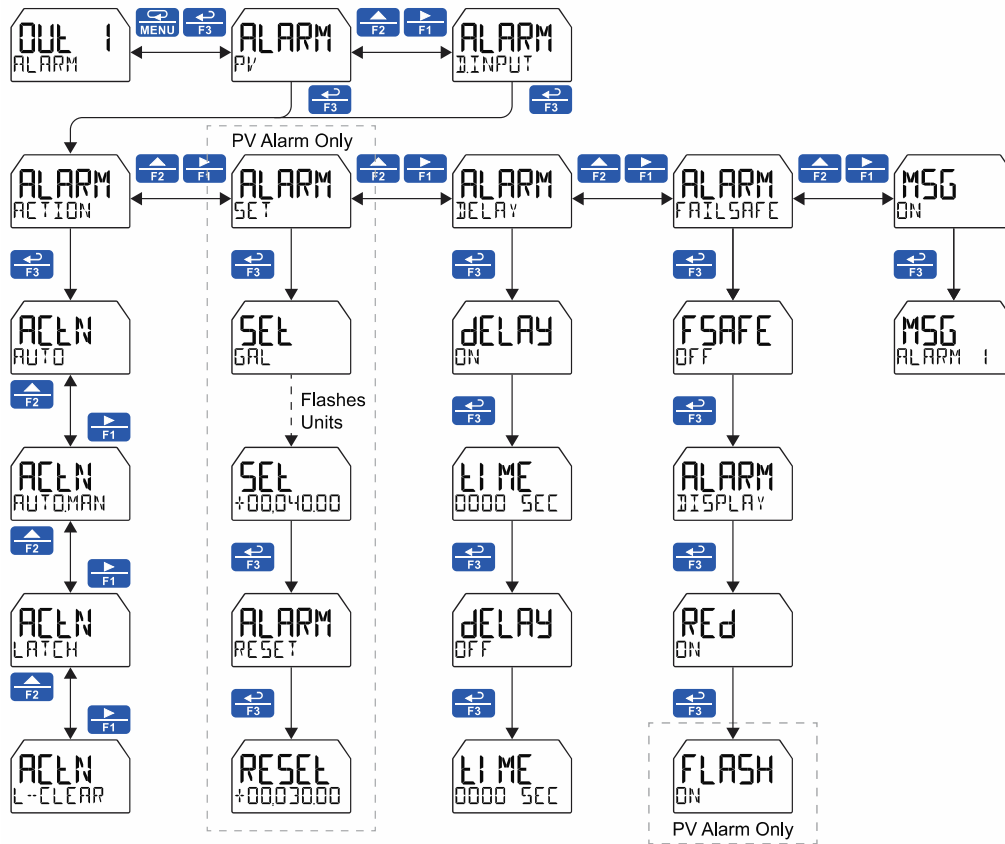 OUt 1
ALARM
MENU
F3
ALARM
PV
F2
F1
ALARM
D.INPUT
F3
F3
PV Alarm Only
ALARM
ACTION
F2
F1
ALARM
SET
F2
F1
ALARM
DELAY
F2
F1
ALARM
FAILSAFE
F2
F1
MSG
ON
F3
F3
F3
F3
F3
ACtN
AUTO
SEt
GAL
dELAY
ON
FSAFE
OFF
MSG
ALARM 1
F2
F1
Flashes
Units
F3
F3
ACtN
AUTO.MAN
SEt
+00,040.00
tIME
0000 SEC
ALARM
DISPLAY
F2
F1
F3
F3
F3
ACtN
LATCH
ALARM
RESET
dELAY
OFF
REd
ON
F2
F1
F3
F3
F3
ACtN
L-CLEAR
RESEt
+00,030.00
tIME
0000 SEC
FLASH
ON
PV Alarm Only